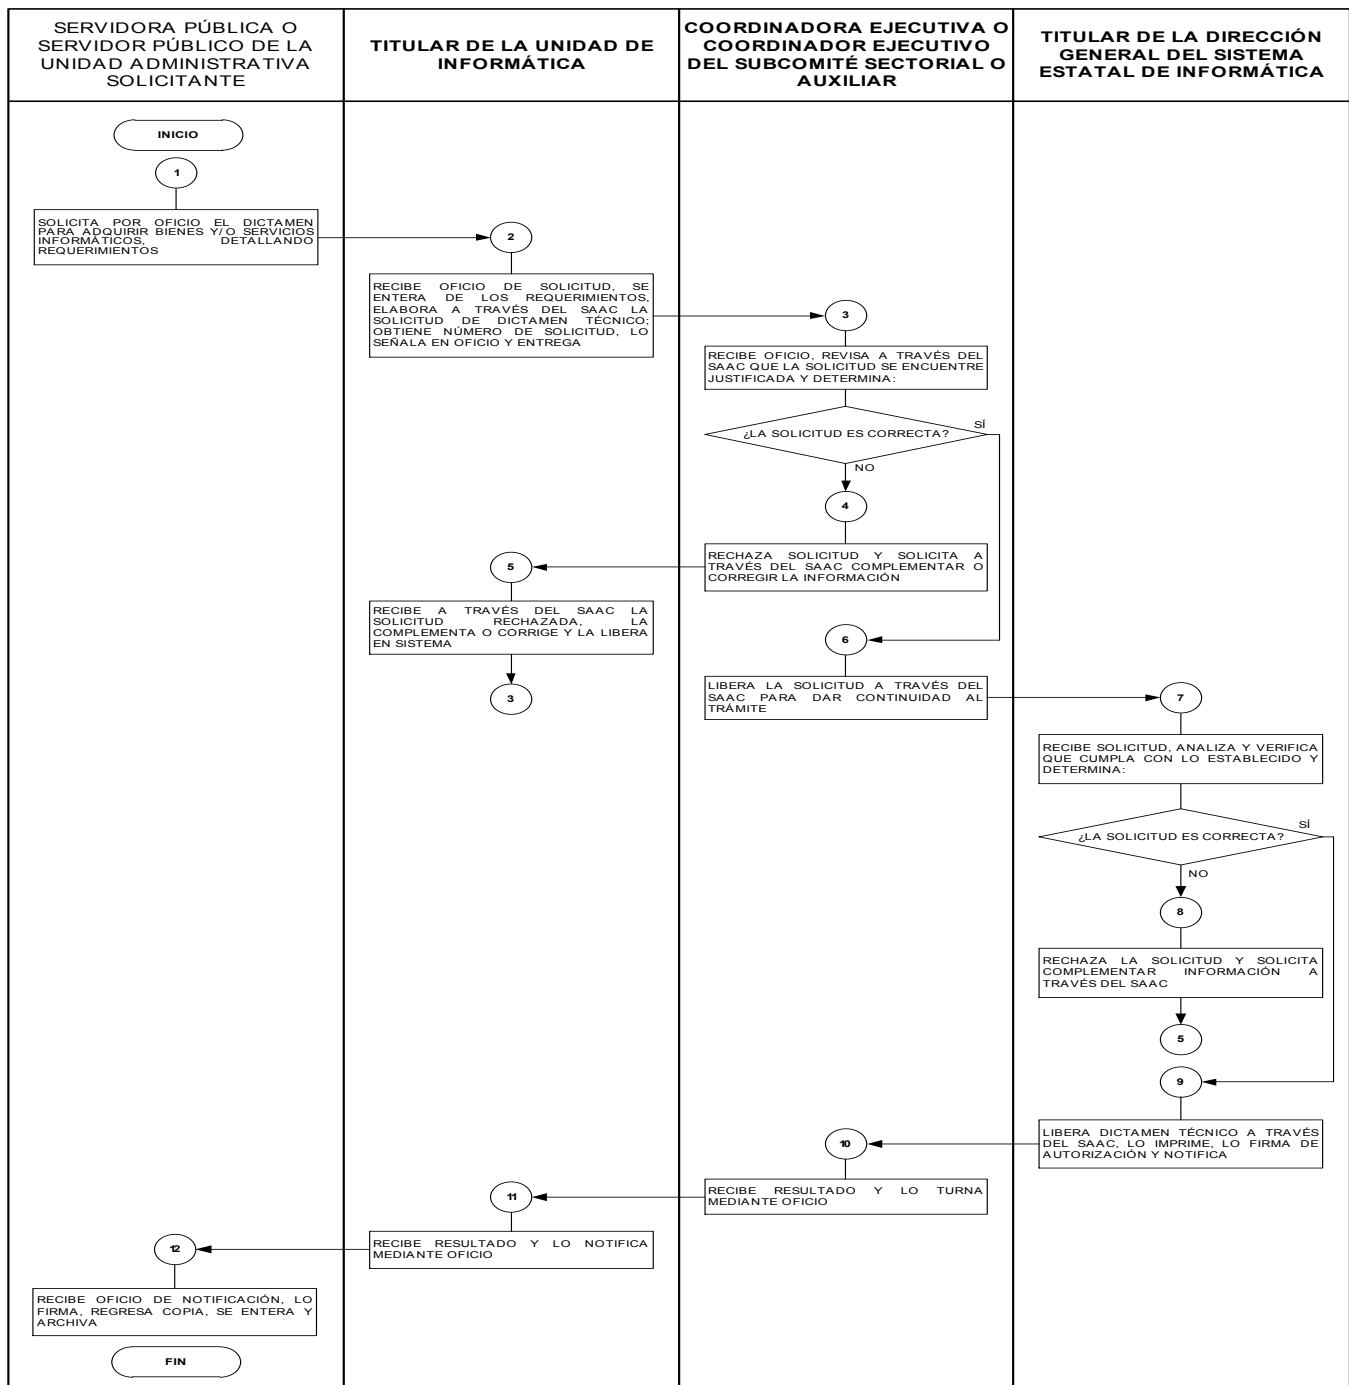 SERVIDORA PÚBLICA O
SERVIDOR PÚBLICO DE LA
UNIDAD ADMINISTRATIVA
SOLICITANTE
TITULAR DE LA UNIDAD DE
INFORMÁTICA
COORDINADORA EJECUTIVA O
COORDINADOR EJECUTIVO
DEL SUBCOMITÉ SECTORIAL O
AUXILIAR
TITULAR DE LA DIRECCIÓN
GENERAL DEL SISTEMA
ESTATAL DE INFORMÁTICA
INICIO
1
SOLICITA POR OFICIO EL DICTAMEN
PARA ADQUIRIR BIENES Y/O SERVICIOS
INFORMÁTICOS, DETALLANDO
REQUERIMIENTOS
2
RECIBE OFICIO DE SOLICITUD, SE
ENTERA DE LOS REQUERIMIENTOS,
ELABORA A TRAVÉS DEL SAAC LA
SOLICITUD DE DICTAMEN TÉCNICO;
OBTIENE NÚMERO DE SOLICITUD, LO
SEÑALA EN OFICIO Y ENTREGA
3
RECIBE OFICIO, REVISA A TRAVÉS DEL
SAAC QUE LA SOLICITUD SE ENCUENTRE
JUSTIFICADA Y DETERMINA:
¿LA SOLICITUD ES CORRECTA?
SÍ
NO
4
RECHAZA SOLICITUD Y SOLICITA A
TRAVÉS DEL SAAC COMPLEMENTAR O
CORREGIR LA INFORMACIÓN
5
RECIBE A TRAVÉS DEL SAAC LA
SOLICITUD RECHAZADA, LA
COMPLEMENTA O CORRIGE Y LA LIBERA
EN SISTEMA
3
6
LIBERA LA SOLICITUD A TRAVÉS DEL
SAAC PARA DAR CONTINUIDAD AL
TRÁMITE
7
RECIBE SOLICITUD, ANALIZA Y VERIFICA
QUE CUMPLA CON LO ESTABLECIDO Y
DETERMINA:
¿LA SOLICITUD ES CORRECTA?
SÍ
NO
8
RECHAZA LA SOLICITUD Y SOLICITA
COMPLEMENTAR INFORMACIÓN A
TRAVÉS DEL SAAC
5
9
LIBERA DICTAMEN TÉCNICO A TRAVÉS
DEL SAAC, LO IMPRIME, LO FIRMA DE
AUTORIZACIÓN Y NOTIFICA
10
RECIBE RESULTADO Y LO TURNA
MEDIANTE OFICIO
11
RECIBE RESULTADO Y LO NOTIFICA
MEDIANTE OFICIO
12
RECIBE OFICIO DE NOTIFICACIÓN, LO
FIRMA, REGRESA COPIA, SE ENTERA Y
ARCHIVA
FIN